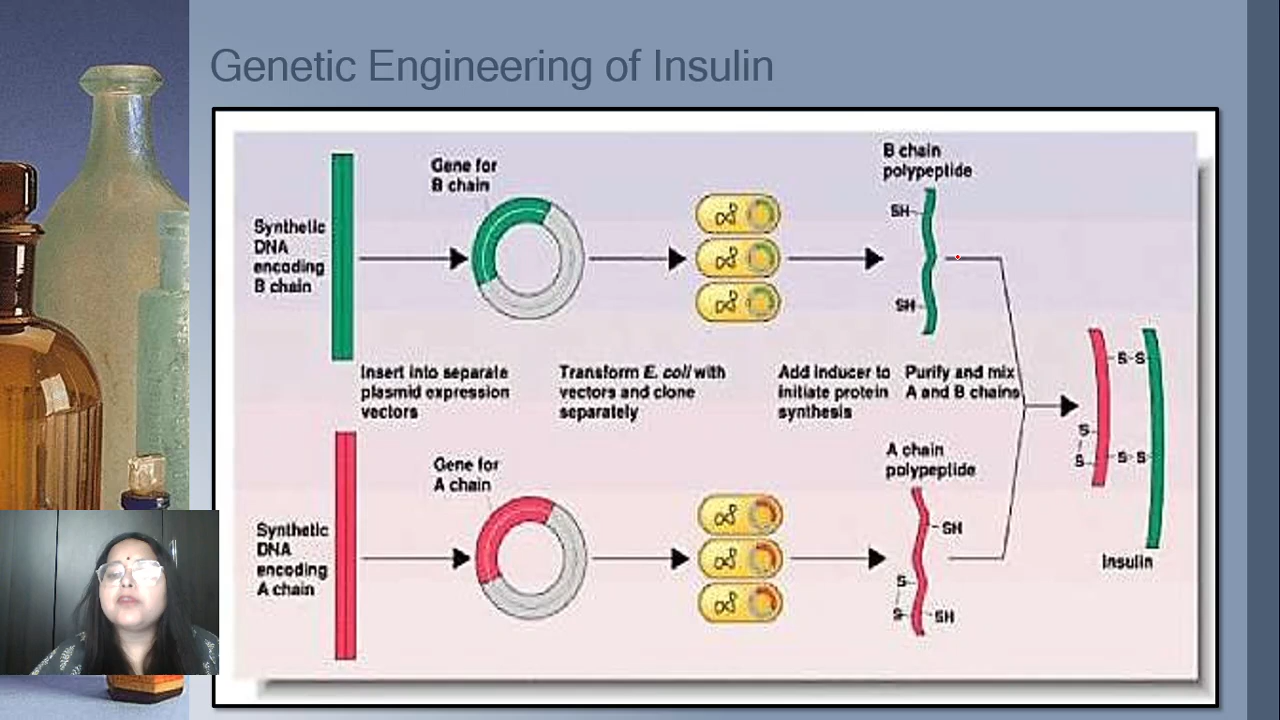 Genetic Engineering of Insulin
Gene for
B chain
B chain
polypeptide
Synthetic
DNA
encoding
B chain
SH
SH
Insert into separate
plasmid expression
vectors
Transform E. coli with
vectors and clone
separately
Add inducer to
initiate protein
synthesis
Purify and mix
A and B chains
S-S
S
S
S-S
Insulin
Gene for
A chain
A chain
polypeptide
Synthetic
DNA
encoding
A chain
SH
S
S
SH